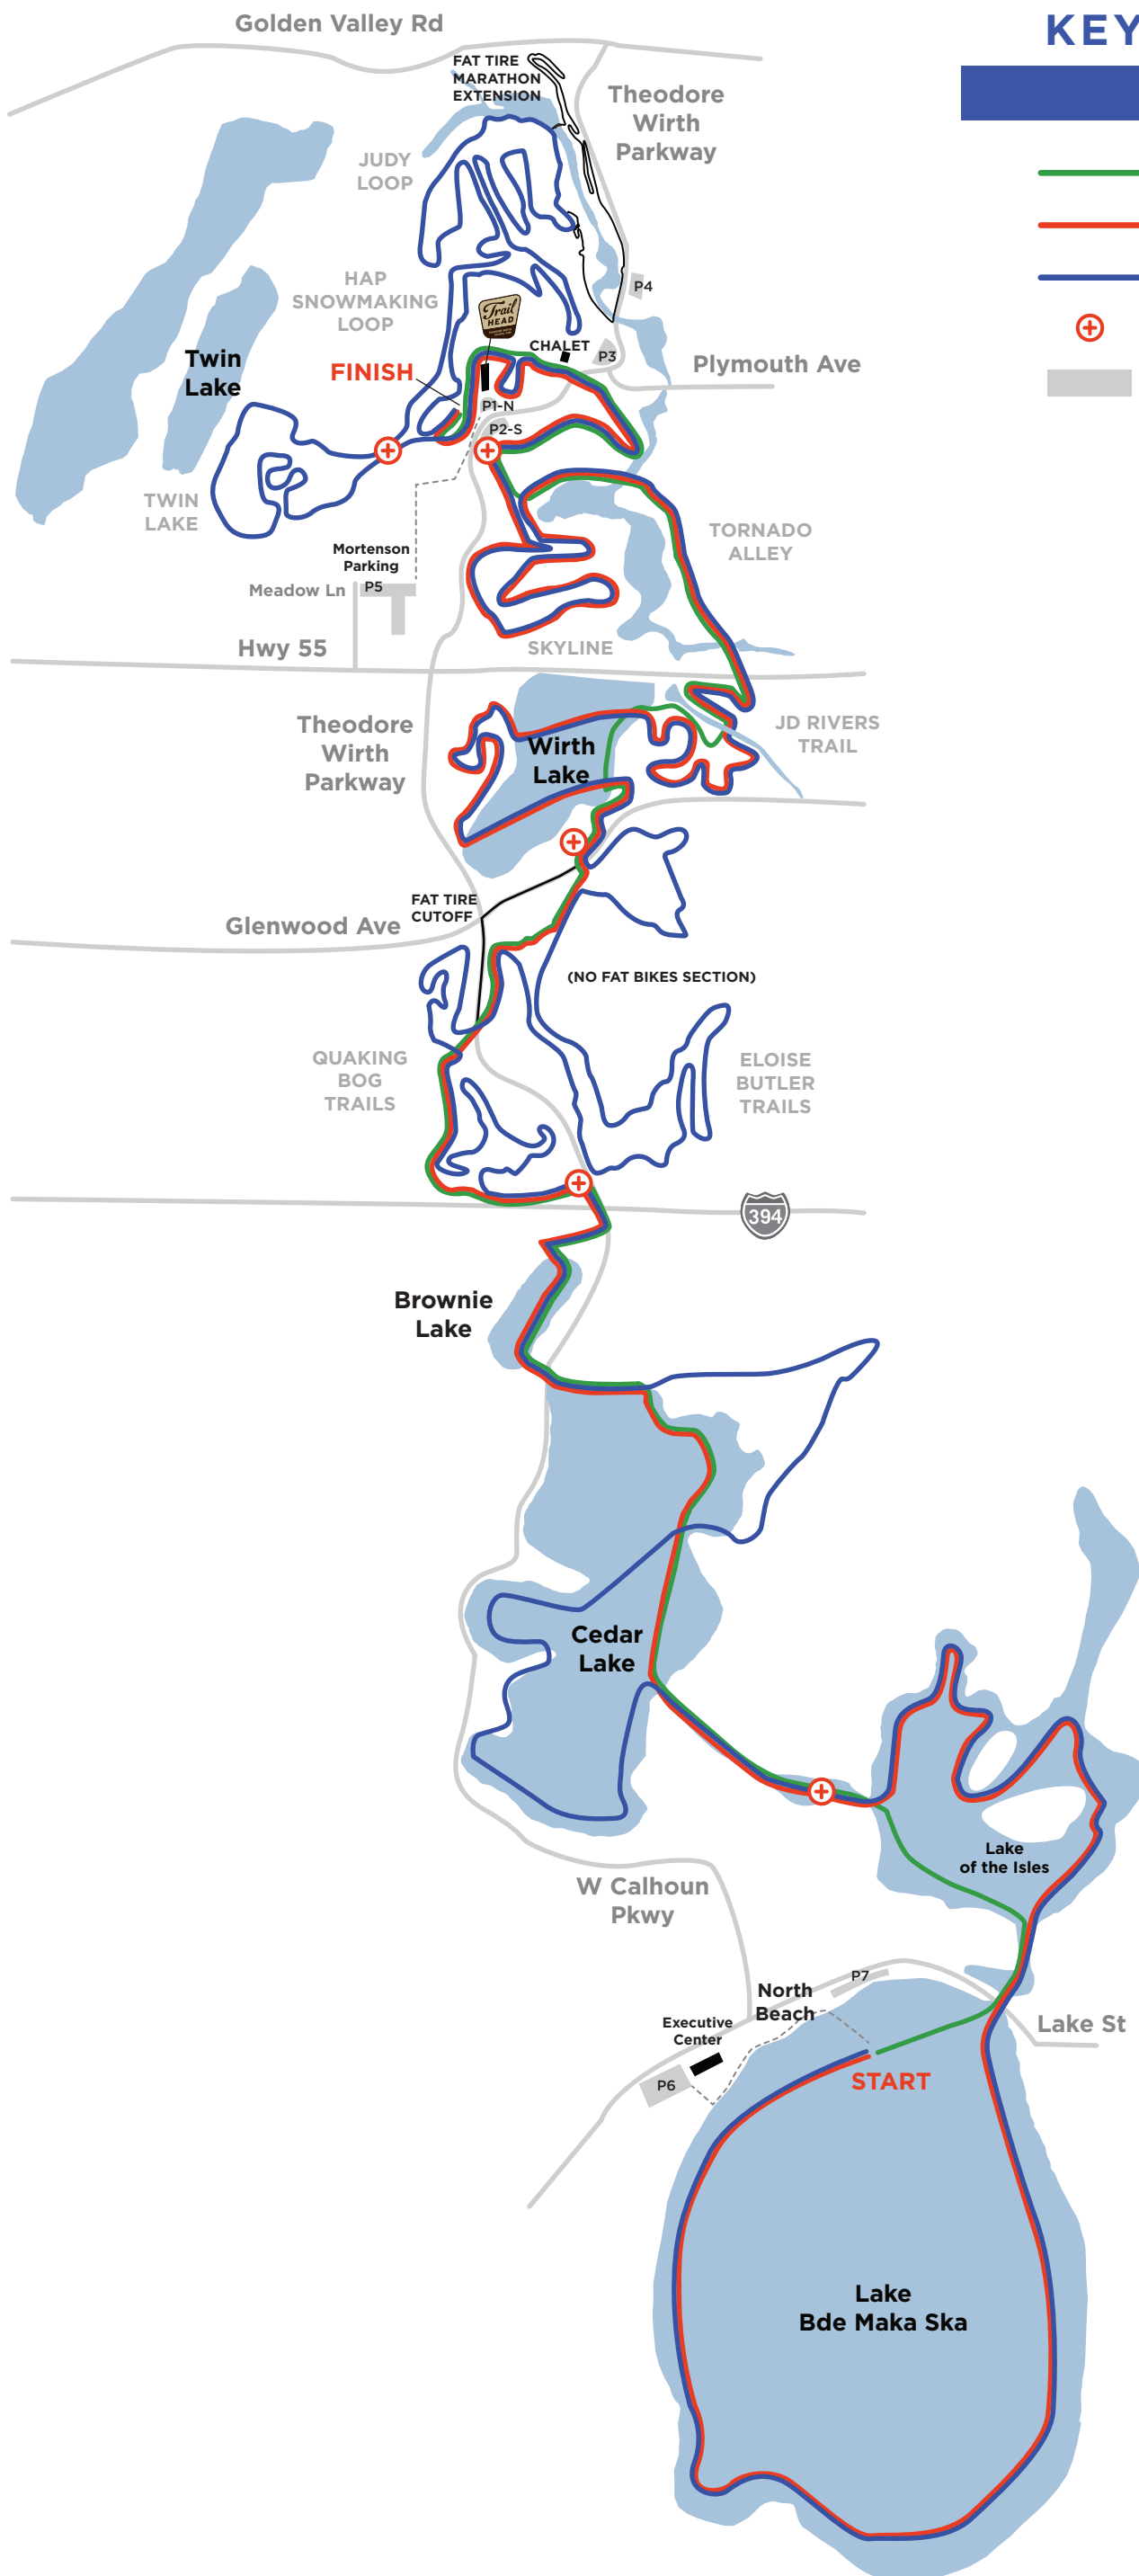 Golden Valley Rd
KEY
FAT TIRE
MARATHON
EXTENSION
Theodore
Wirth
Parkway
JUDY
LOOP
HAP
SNOWMAKING
LOOP
P4
Trail
HEAD
CHALET
P3
Twin
Lake
FINISH
Plymouth Ave
P1-N
P2-S
TWIN
LAKE
TORNADO
ALLEY
Mortenson
Parking
P5
Meadow Ln
Hwy 55
SKYLINE
Theodore
Wirth
Parkway
Wirth
Lake
JD RIVERS
TRAIL
FAT TIRE
CUTOFF
Glenwood Ave
(NO FAT BIKES SECTION)
QUAKING
BOG
TRAILS
ELOISE
BUTLER
TRAILS
394
Brownie
Lake
Cedar
Lake
Lake
of the Isles
W Calhoun
Pkwy
P7
North
Beach
Executive
Center
Lake St
P6
START
Lake
Bde Maka Ska